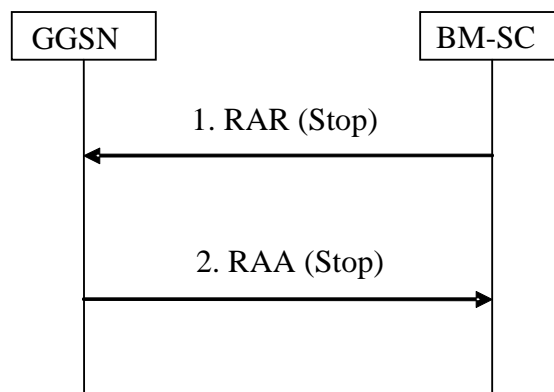 GGSN
BM-SC
1. RAR (Stop)
2. RAA (Stop)